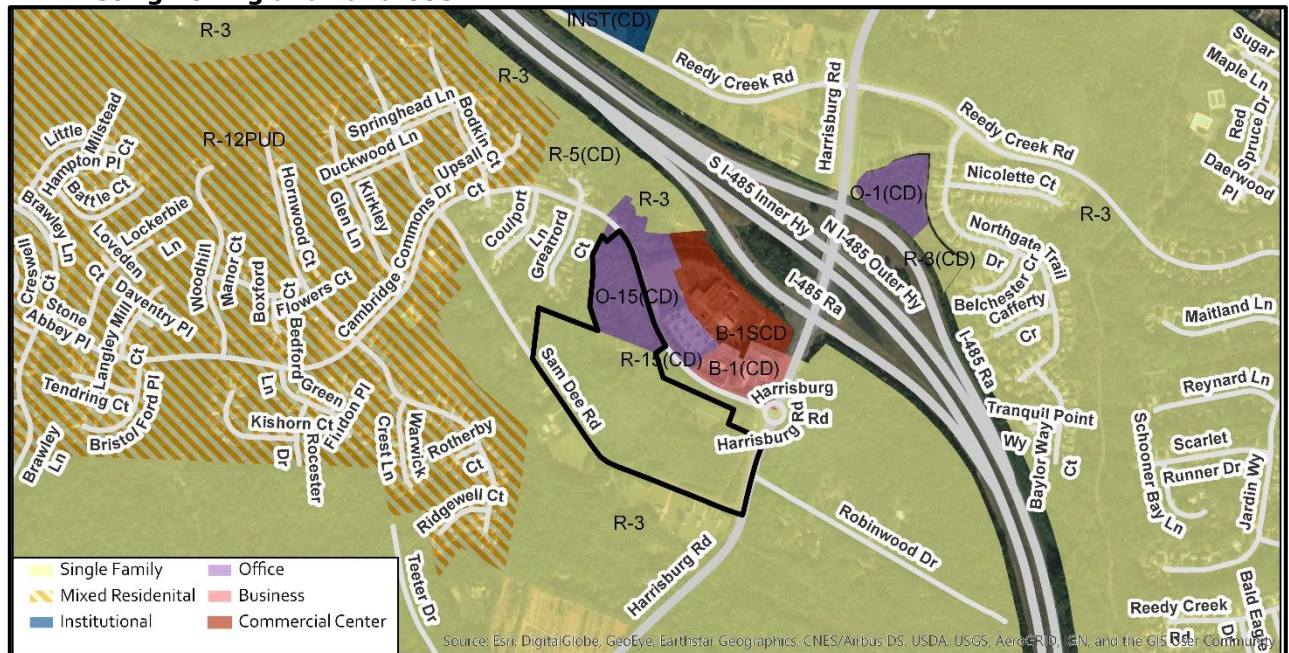 R-3
INST(CD)
Reedy Creek Rd
Harrisburg Rd
Sugar
Maple Ln
Red
Spruce Dr
Daerwood
Pl
R-3
Little
Milstead
Ct
Hampton Pl
Battle Ct
R-12PUD
Springhead Ln
Duckwood Ln
Bodkin Ct
Upsall
Ct
R-5(CD)
S I-485 Inner Hy
Reedy Creek Rd
O-1(CD)
Nicolette Ct
R-3
Brawley Ln
Lockerbie
Ln
Loveden
Ct
Hornwood Ct
Glen Ln
Kirkley
Cambridge Commons Dr
Coulport
Ln
Greatford
Ct
R-3
N I-485 Outer Hy
R-3(CD)
Northgate Trail
Dr
Belchester Cr
Cafferty
Cr
Maitland Ln
Creswell
Ct
Stone
Abbey Pl
Langley Mill
Ct
Daventry Pl
Woodhill
Manor Ct
Boxford
Ct
Flowers Ct
Bedford
Ln
O-15(CD)
I-485 Ra
B-1SCD
R-15(CD)
B-1(CD)
I-485 Ra
Sam Dee Rd
Reynard Ln
Tendring Ct
Bristol Ford Pl
Green
Findon Pl
Kishorn Ct
Dr
Rocester
Crest Ln
Warwick
Rotherby
Ct
Harrisburg
Rd
Harrisburg Rd
Tranquil Point
Wy
Baylor Way
Ct
Schooner Bay Ln
Scarlet
Runner Dr
Jardin Wy
Brawley
Ln
Ridgewell Ct
R-3
Robinwood Dr
Teeter Dr
Harrisburg Rd
Reedy Creek
Rd
Dr
Bald Eagle
Single Family
Mixed Residenital
Institutional
Office
Business
Commercial Center
Source: Esri, DigitalGlobe, GeoEye, Earthstar Geographics, CNES/Airbus DS, USDA, USGS, AeroGRID, IGN, and the GIS User Community